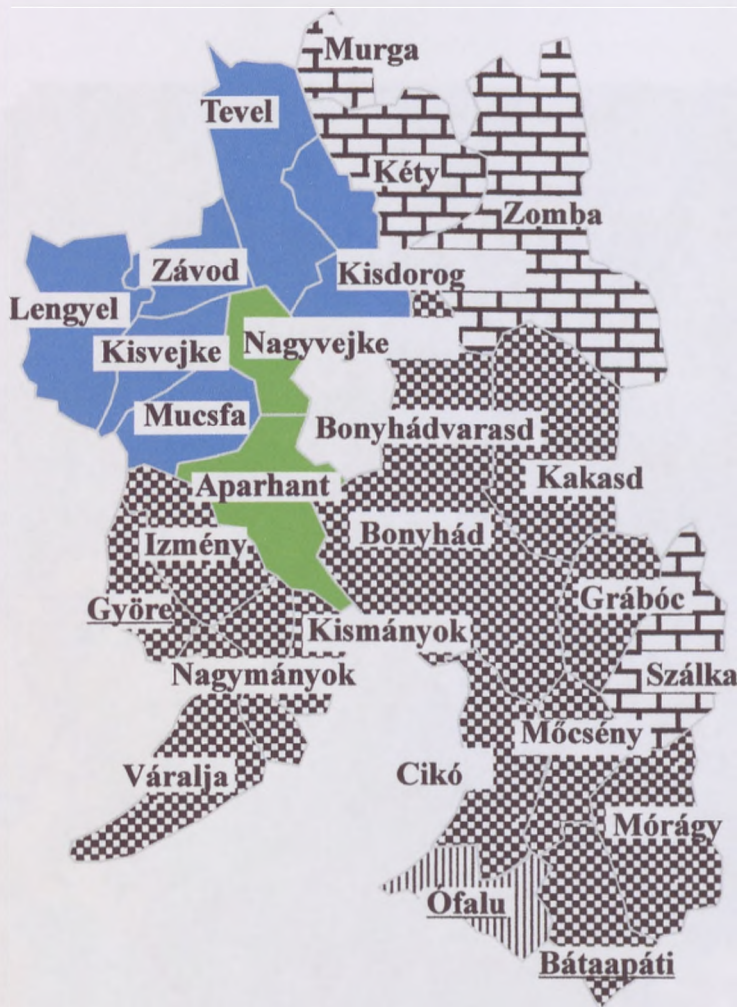 Murga
Tevel
Kéty
Zomba
Závod
Kisdorog
Lengyel
Kisvejke
Nagyvejke
Mucsfa
Bonyhádvarasd
Kakasd
Aparhant
Bonyhád
Izmény
Grábóc
Györe
Kismányok
Nagymányok
Szálka
Mőcsény
Váralja
Cikó
Mórágy
Ófalu
Bátaapáti